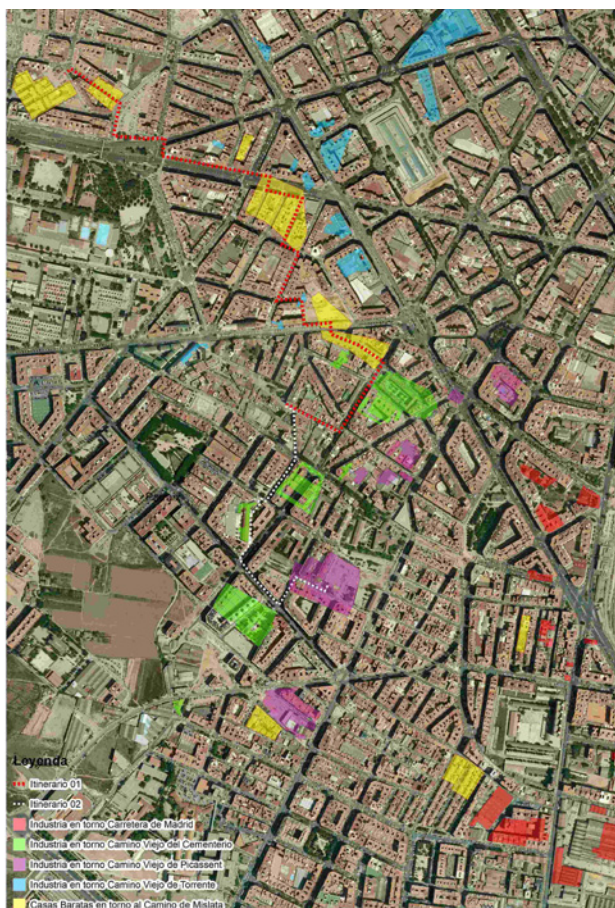 Leyenda
Itinerario 01
Itinerario 02
Industria en torno Carretera de Madrid
Industria en torno Camino Viejo del Cementerio
Industria en torno Camino Viejo de Picassent
Industria en torno Camino Viejo de Torrente
Casas Baratas en torno al Camino de Mislata